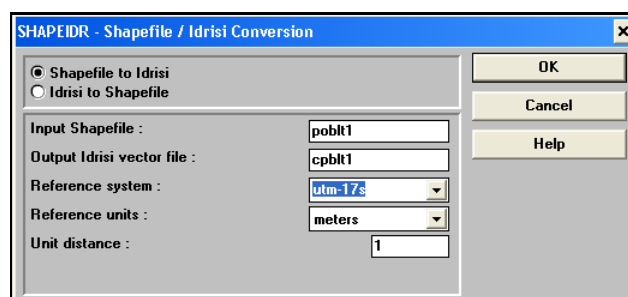 SHAPEIDR - Shapefile / Idrisi Conversion
Shapefile to Idrisi
Idrisi to Shapefile
OK
Cancel
Help
Input Shapefile : poblt1
Output Idrisi vector file : cpblt1
Reference system : utm-17s
Reference units : meters
Unit distance : 1